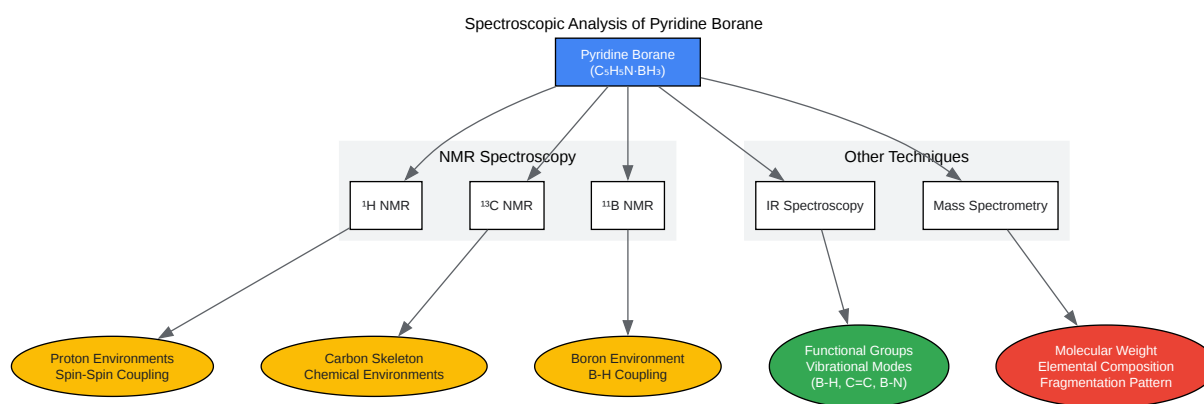 Spectroscopic Analysis of Pyridine Borane
Pyridine Borane
(C₅H₅N·BH₃)
NMR Spectroscopy
Other Techniques
¹H NMR
¹³C NMR
¹¹B NMR
IR Spectroscopy
Mass Spectrometry
Proton Environments
Spin-Spin Coupling
Carbon Skeleton
Chemical Environments
Boron Environment
B-H Coupling
Functional Groups
Vibrational Modes
(B-H, C=C, B-N)
Molecular Weight
Elemental Composition
Fragmentation Pattern